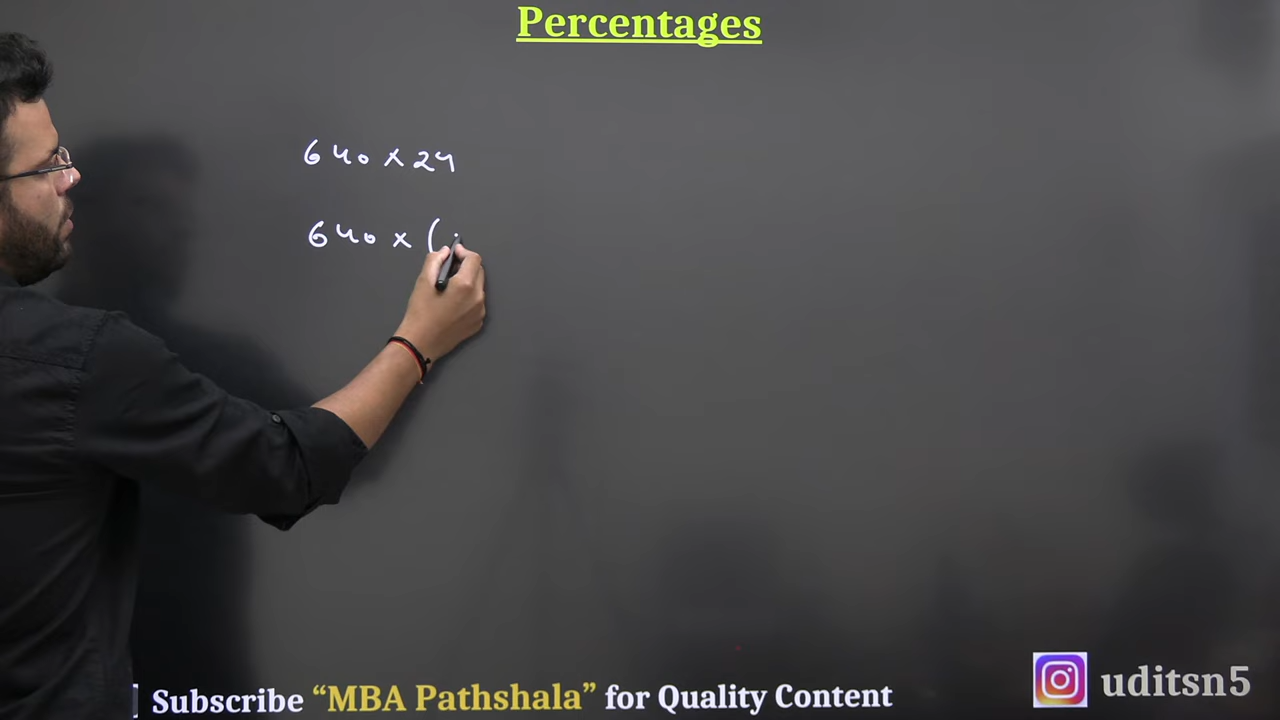 Percentages
640 × 24
640 × (
Subscribe “MBA Pathshala” for Quality Content
uditsn5